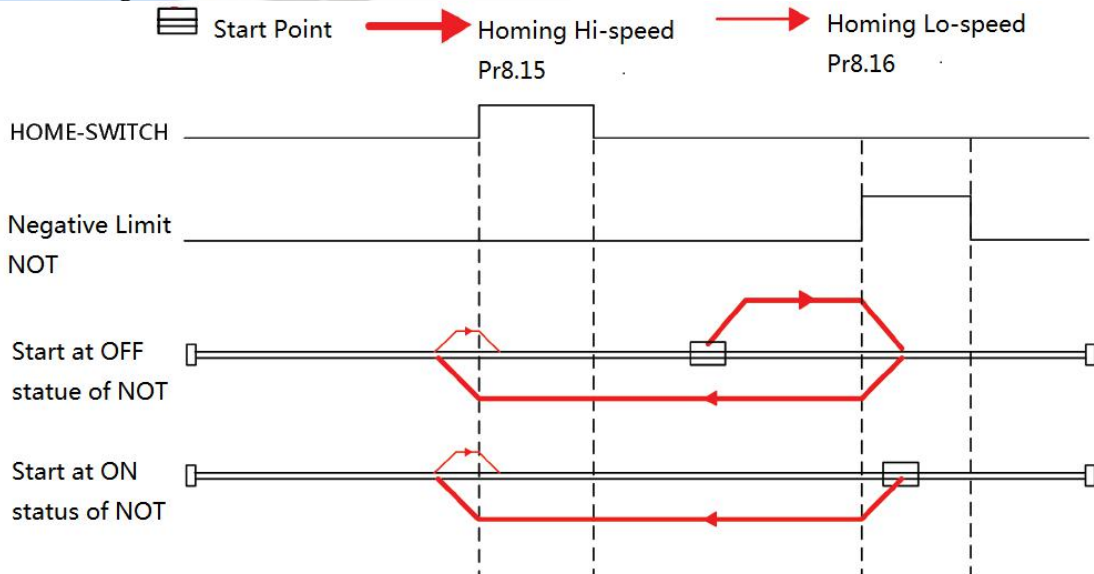 Start Point
Homing Hi-speed
Pr8.15
Homing Lo-speed
Pr8.16
HOME-SWITCH
Negative Limit
NOT
Start at OFF
statue of NOT
Start at ON
status of NOT